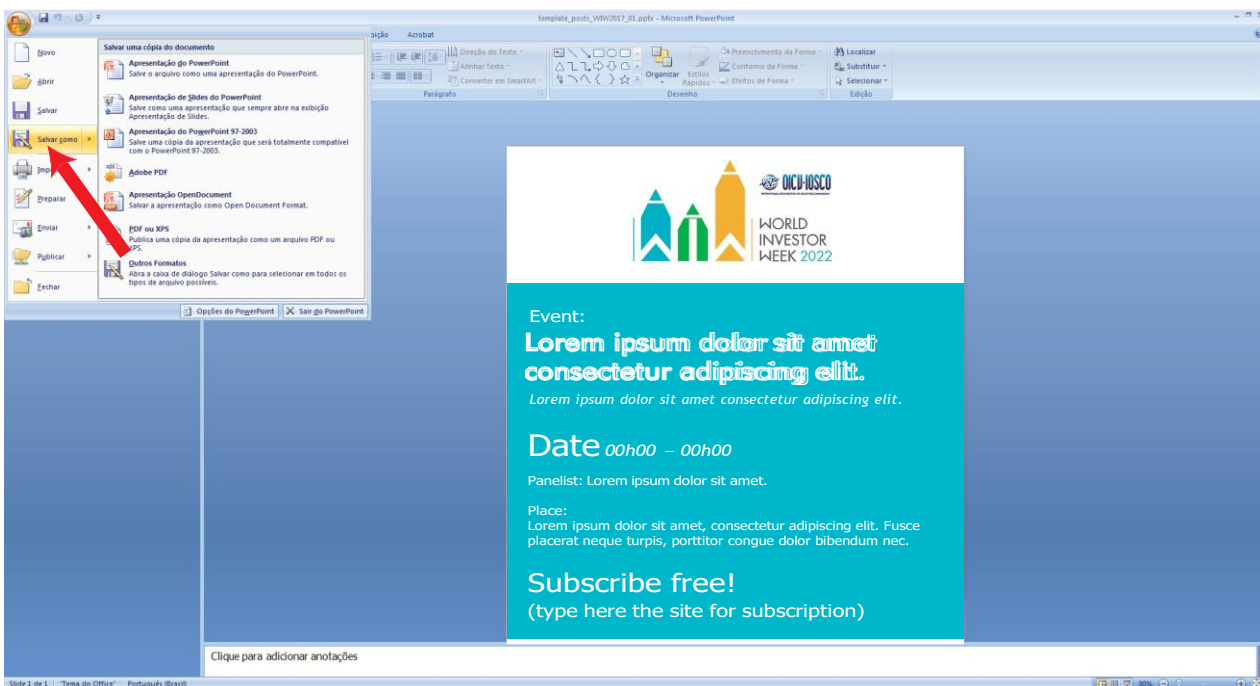 template_posts_WIW2017_01.pptx - Microsoft PowerPoint
Acrobat
Novo
Abrir
Salvar
Salvar como
Preparar
Enviar
Publicar
Fechar
Salvar uma cópia do documento
Apresentação do PowerPoint
Salve o arquivo como uma apresentação do PowerPoint.
Apresentação de Slides do PowerPoint
Salve como uma apresentação que sempre abre na exibição
Apresentação de Slides.
Apresentação do PowerPoint 97-2003
Salve uma cópia da apresentação que será totalmente compatível
com o PowerPoint 97-2003.
Adobe PDF
Apresentação OpenDocument
Salvar a apresentação como Open Document Format.
PDF ou XPS
Publica uma cópia da apresentação como um arquivo PDF ou
XPS.
Outros Formatos
Abra a caixa de diálogo Salvar como para selecionar em todos os
tipos de arquivo possíveis.
Opções do PowerPoint
Sair do PowerPoint
Direção do Texto
Alinhar Texto
Converter em SmartArt
Parágrafo
Organizar
Estilos
Rápidos
Preenchimento da Forma
Contorno da Forma
Efeitos de Forma
Desenho
Localizar
Substituir
Selecionar
Edição
OICU-IOSCO
WORLD
INVESTOR
WEEK 2022
Event:
Lorem ipsum dolor sit amet
consectetur adipiscing elit.
Lorem ipsum dolor sit amet consectetur adipiscing elit.
Date 00h00 – 00h00
Panelist: Lorem ipsum dolor sit amet.
Place:
Lorem ipsum dolor sit amet, consectetur adipiscing elit. Fusce
placerat neque turpis, porttitor congue dolor bibendum nec.
Subscribe free!
(type here the site for subscription)
Clique para adicionar anotações
Slide 1 de 1
"Tema do Office"
Português (Brasil)
30%